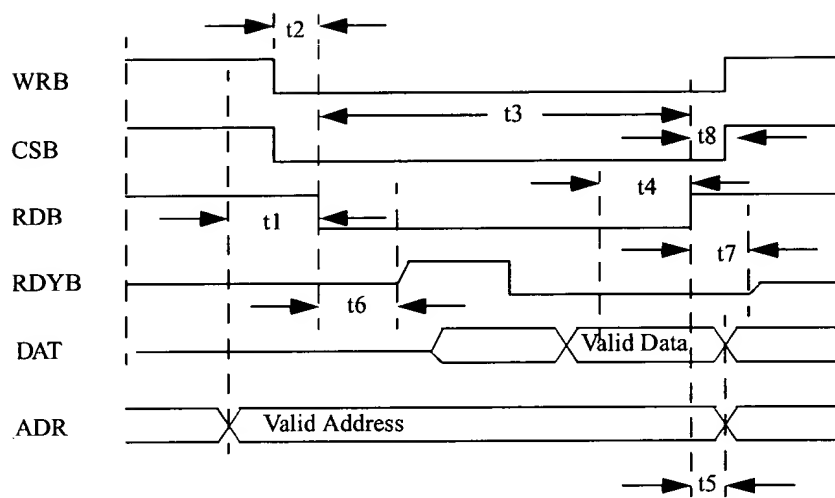 t2
WRB
t3
t8
CSB
t4
RDB
t1
t7
RDYB
t6
DAT
Valid Data
ADR
Valid Address
t5